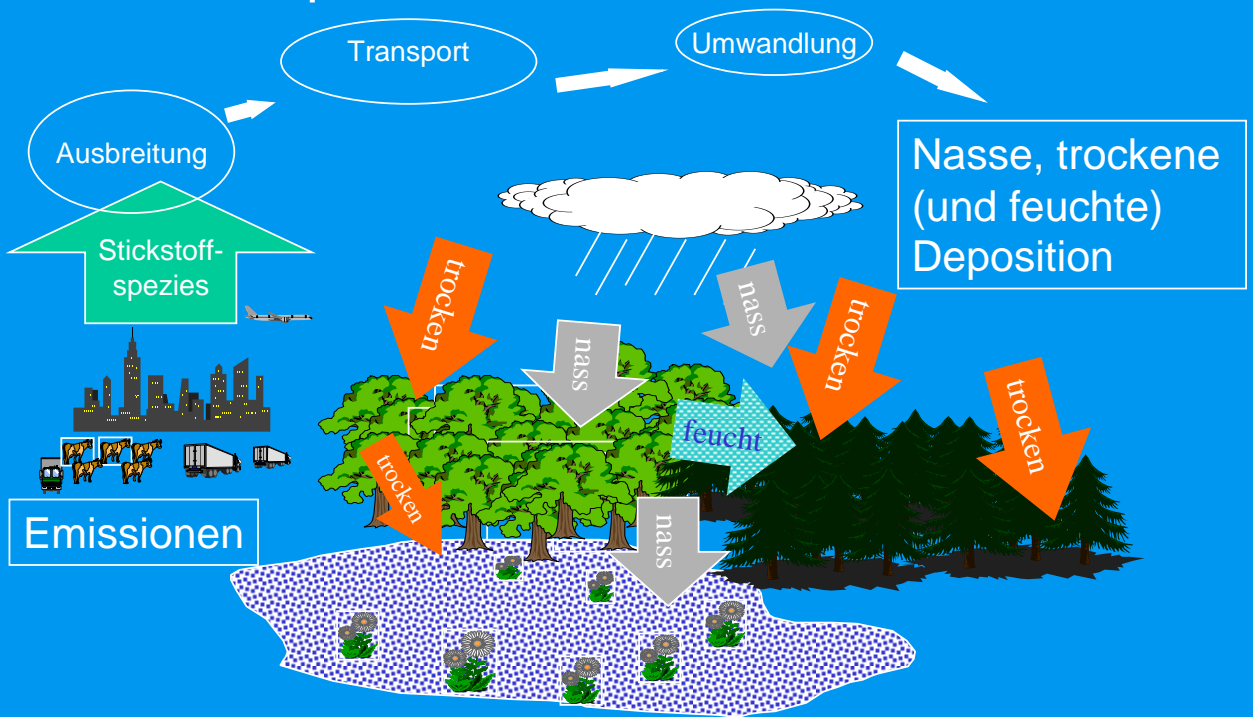 Transport
Umwandlung
Ausbreitung
Nasse, trockene
(und feuchte)
Deposition
Stickstoff-
spezies
trocken
nass
nass
trocken
trocken
feucht
trocken
nass
Emissionen